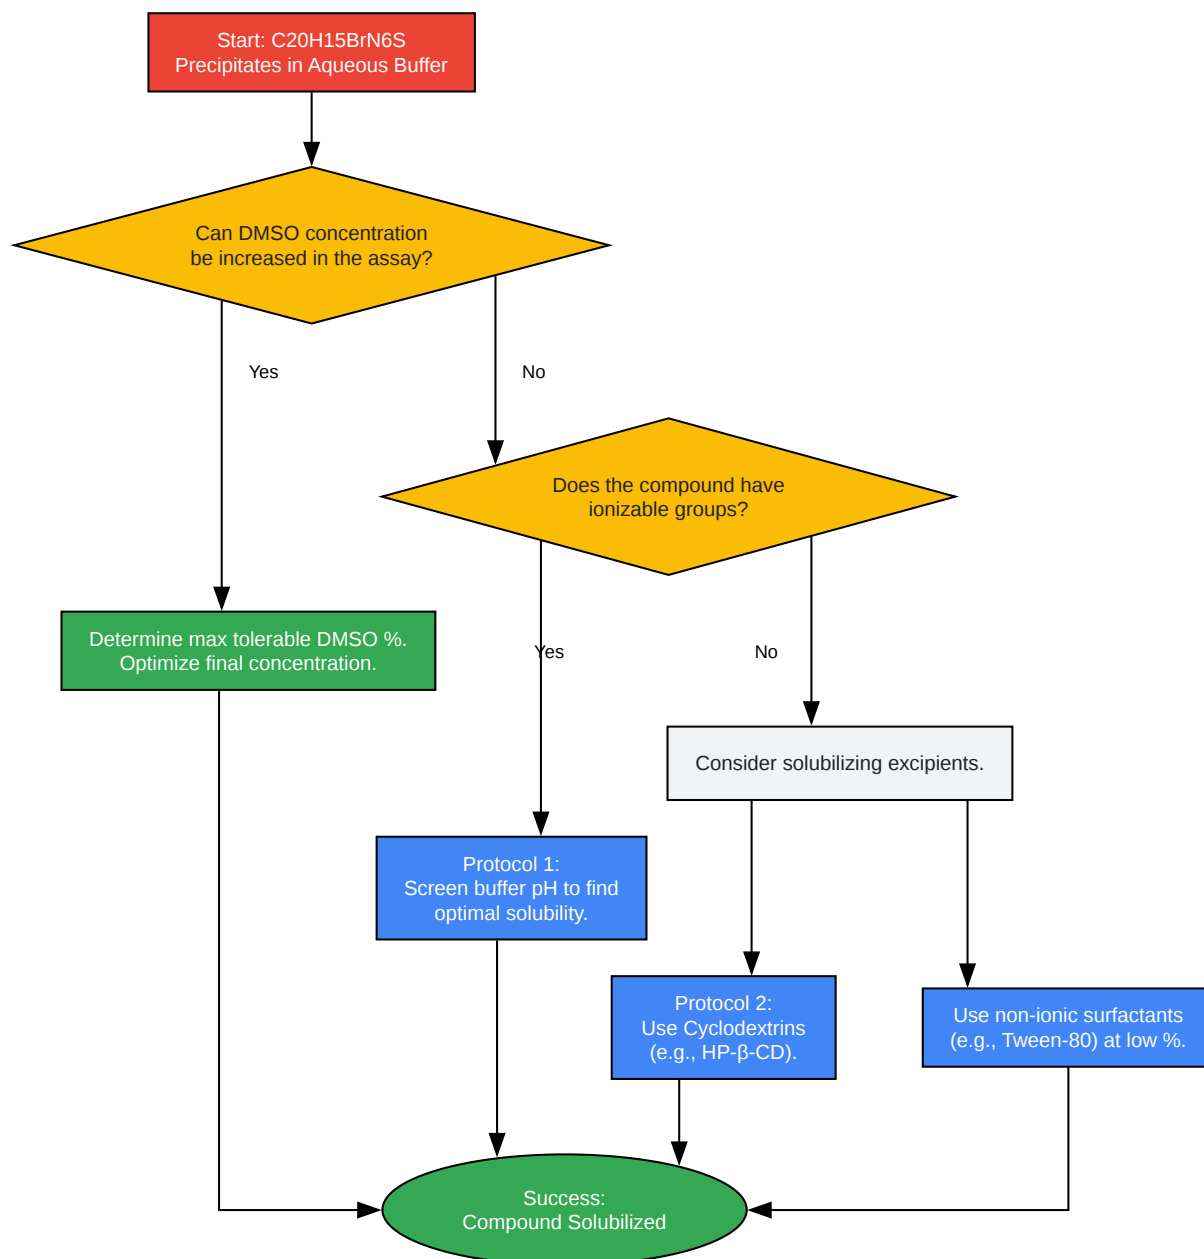 Start: C20H15BrN6S
Precipitates in Aqueous Buffer
Can DMSO concentration
be increased in the assay?
Yes
No
Does the compound have
ionizable groups?
Determine max tolerable DMSO %.
Optimize final concentration.
Yes
No
Consider solubilizing excipients.
Protocol 1:
Screen buffer pH to find
optimal solubility.
Protocol 2:
Use Cyclodextrins
(e.g., HP-β-CD).
Use non-ionic surfactants
(e.g., Tween-80) at low %.
Success:
Compound Solubilized